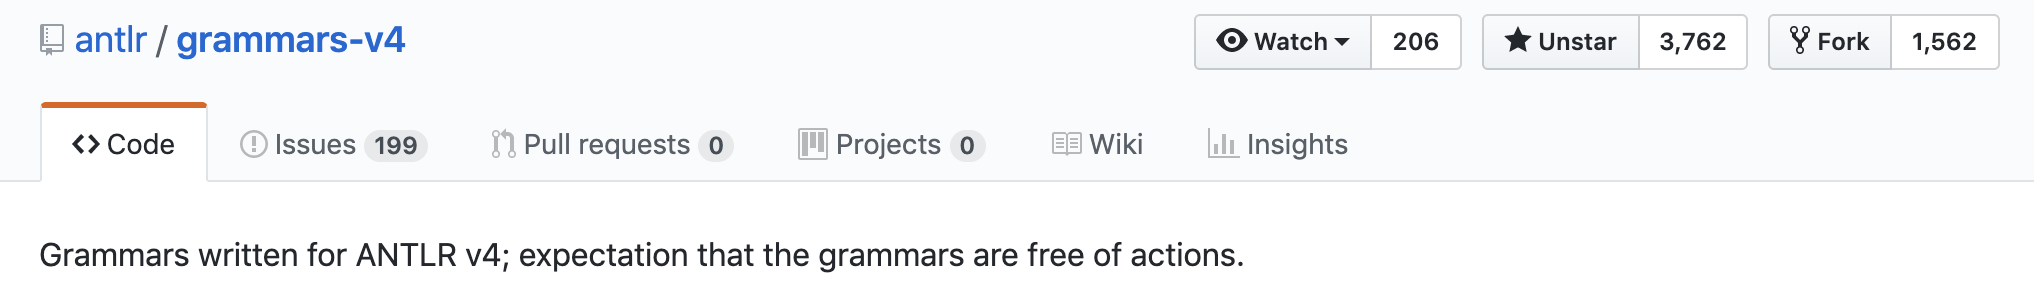 antlr / grammars-v4 Watch 206 Unstar 3,762 Fork 1,562
Code Issues 199 Pull requests 0 Projects 0 Wiki Insights
Grammars written for ANTLR v4; expectation that the grammars are free of actions.